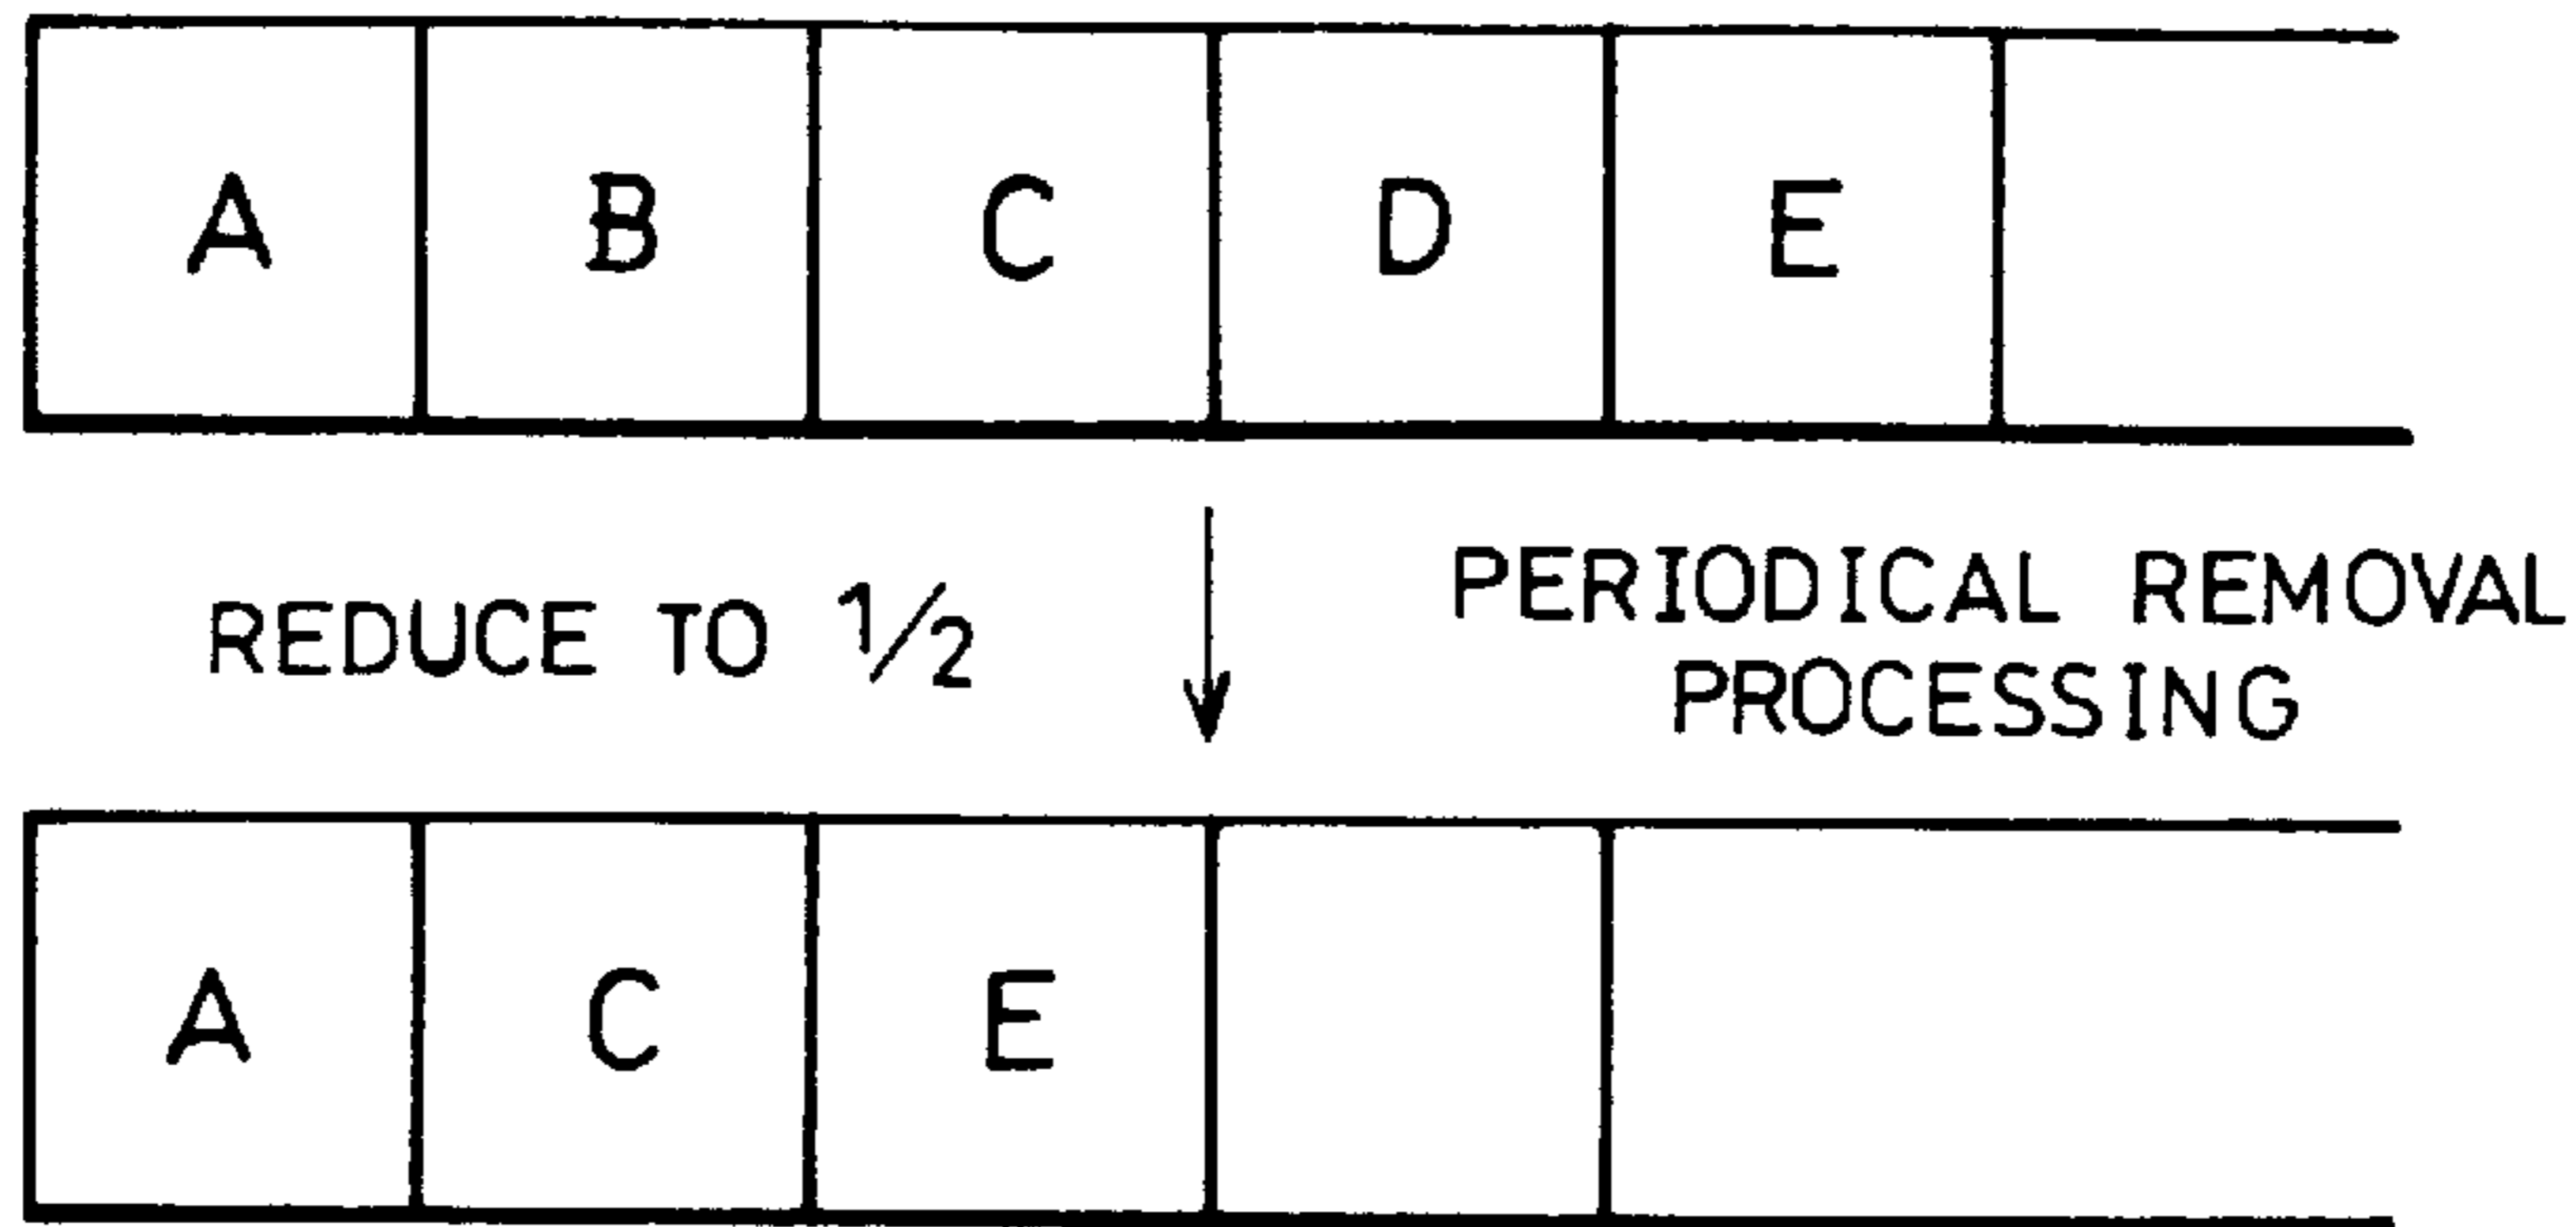 A B C D E
REDUCE TO 1/2
PERIODICAL REMOVAL
PROCESSING
A C E